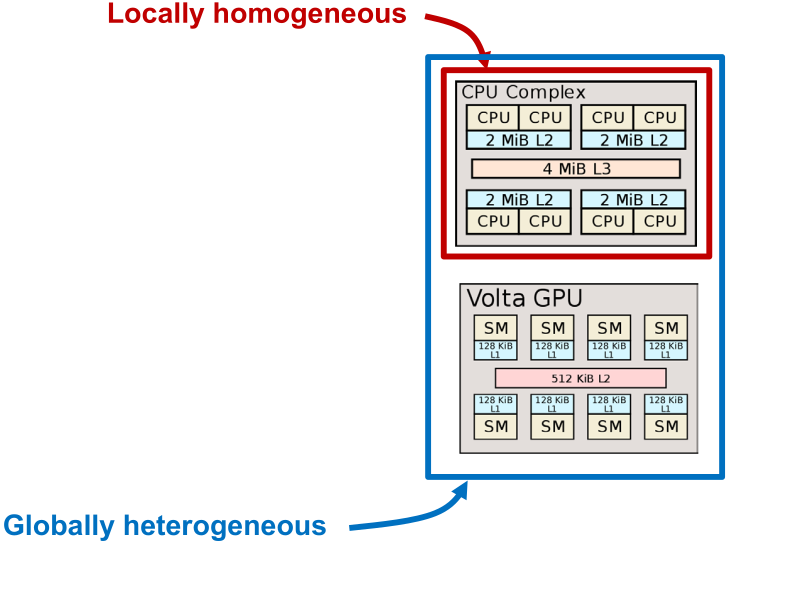 Locally homogeneous
CPU Complex
CPU CPU CPU CPU
2 MiB L2 2 MiB L2
4 MiB L3
2 MiB L2 2 MiB L2
CPU CPU CPU CPU
Volta GPU
SM SM SM SM
128 KiB 128 KiB 128 KiB 128 KiB
L1 L1 L1 L1
512 KiB L2
128 KiB 128 KiB 128 KiB 128 KiB
L1 L1 L1 L1
SM SM SM SM
Globally heterogeneous